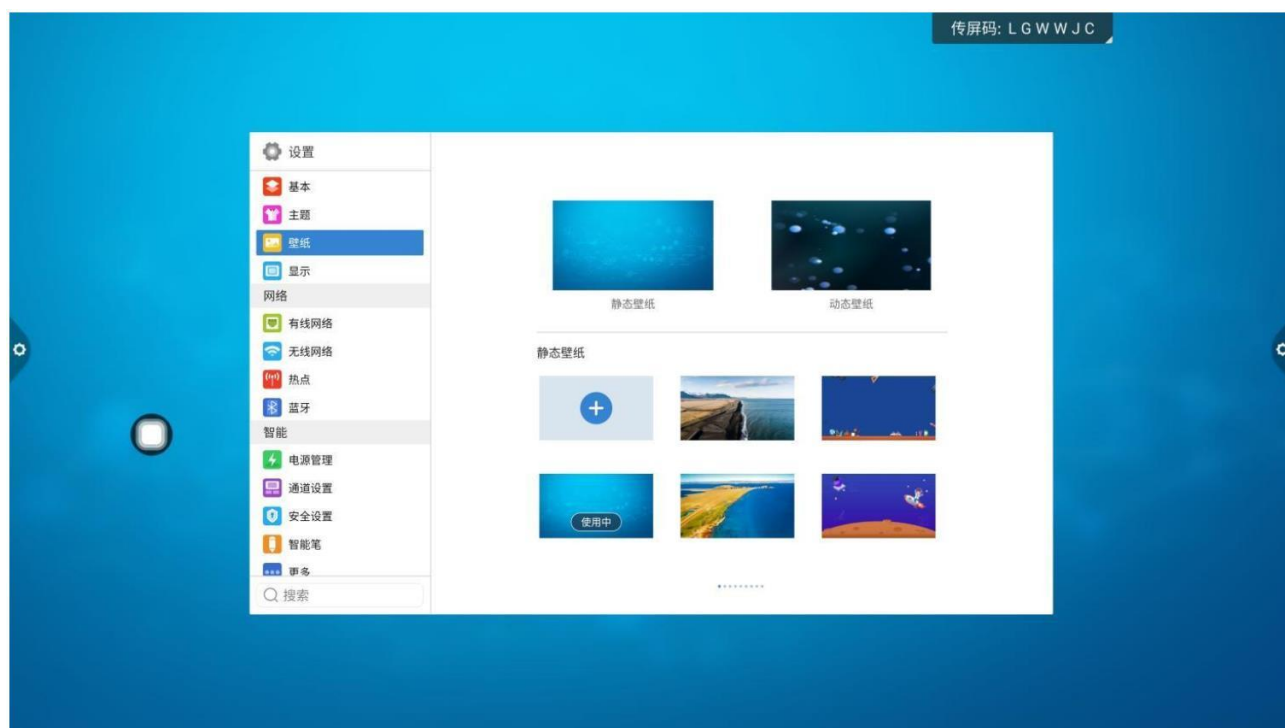 传屏码: LGWWJC
设置
基本
主题
壁纸
显示
网络
有线网络
无线网络
热点
蓝牙
智能
电源管理
通道设置
安全设置
智能笔
更多
搜索
静态壁纸
动态壁纸
静态壁纸
使用中